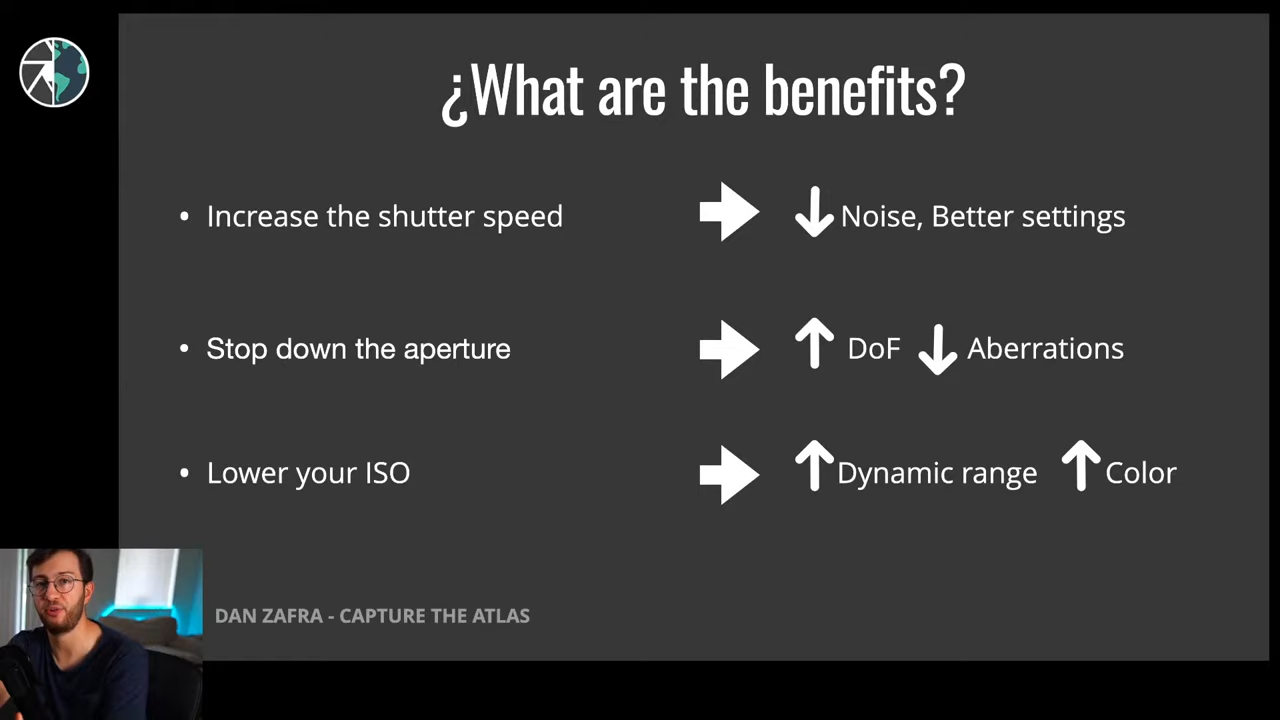 ¿What are the benefits?
• Increase the shutter speed
Noise, Better settings
• Stop down the aperture
DoF
Aberrations
• Lower your ISO
Dynamic range
Color
DAN ZAFRA - CAPTURE THE ATLAS